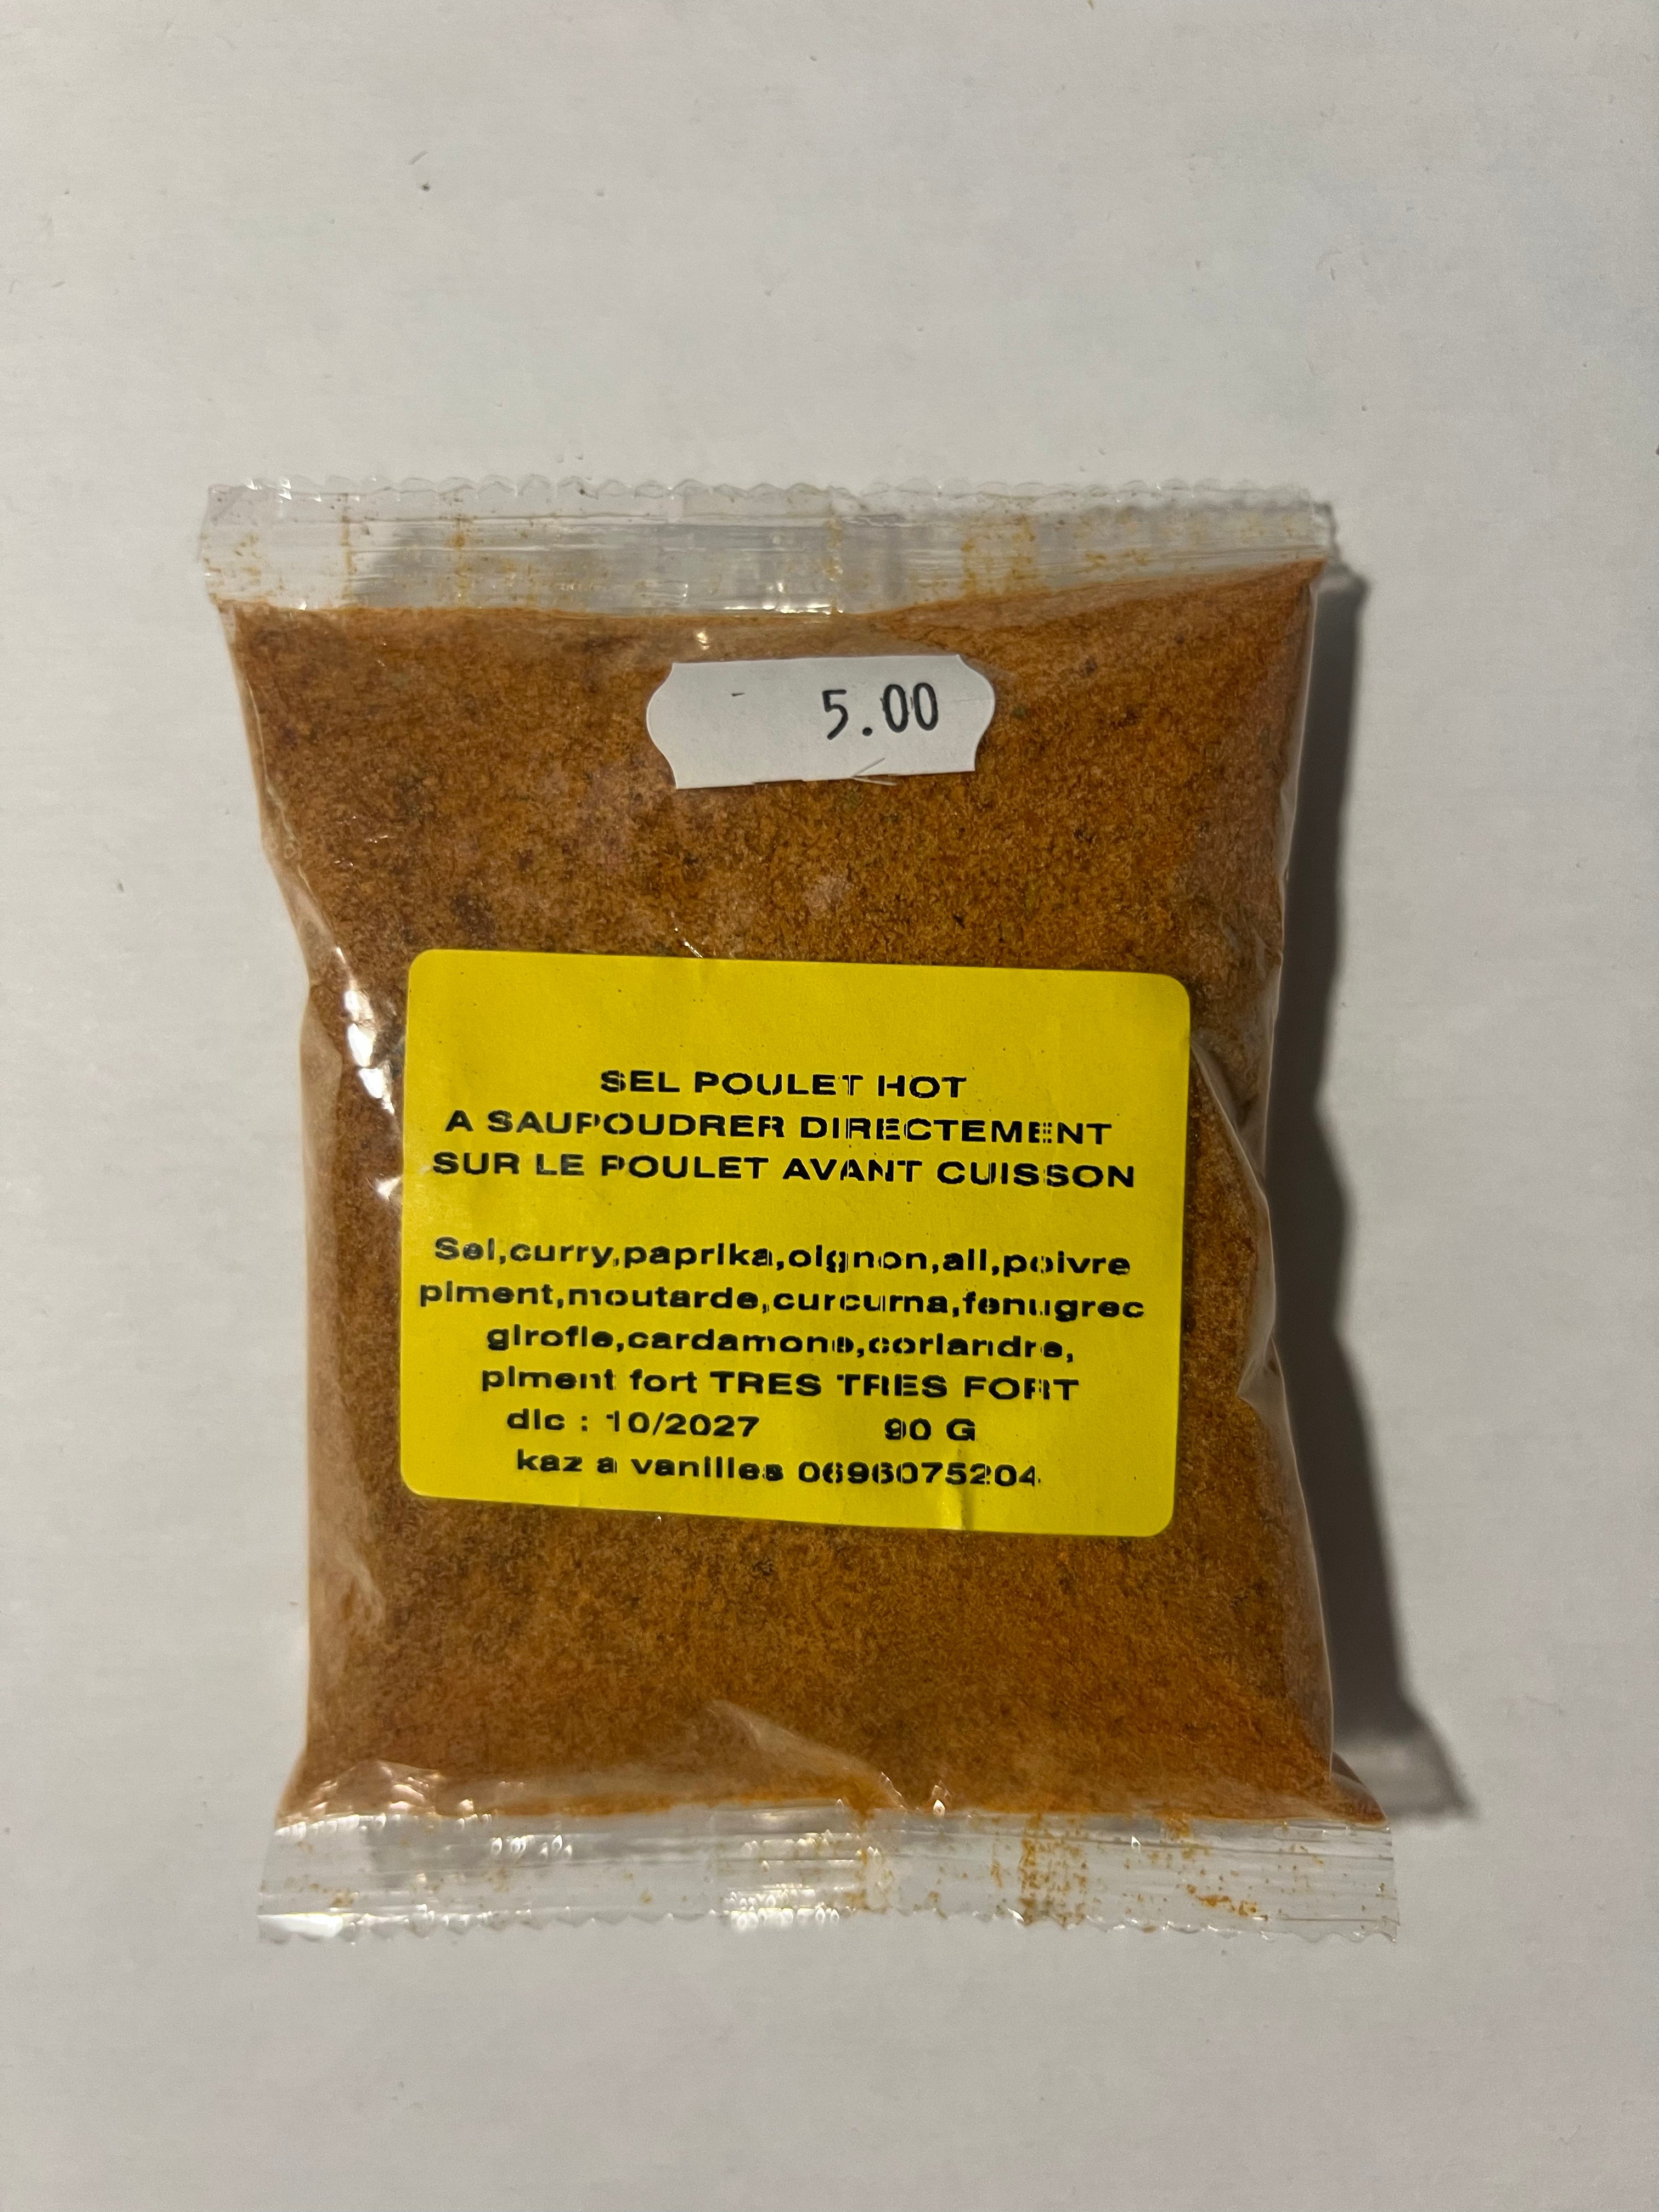 5.00
SEL POULET HOT
A SAUPOUDRER DIRECTEMENT
SUR LE POULET AVANT CUISSON
Sel,curry,paprika,oignon,ail,poivre
piment,moutarde,curcuma,fenugrec
girofle,cardamone,coriandre,
piment fort TRES TRES FORT
dlc : 10/2027 90 G
kaz a vanilles 0696075204